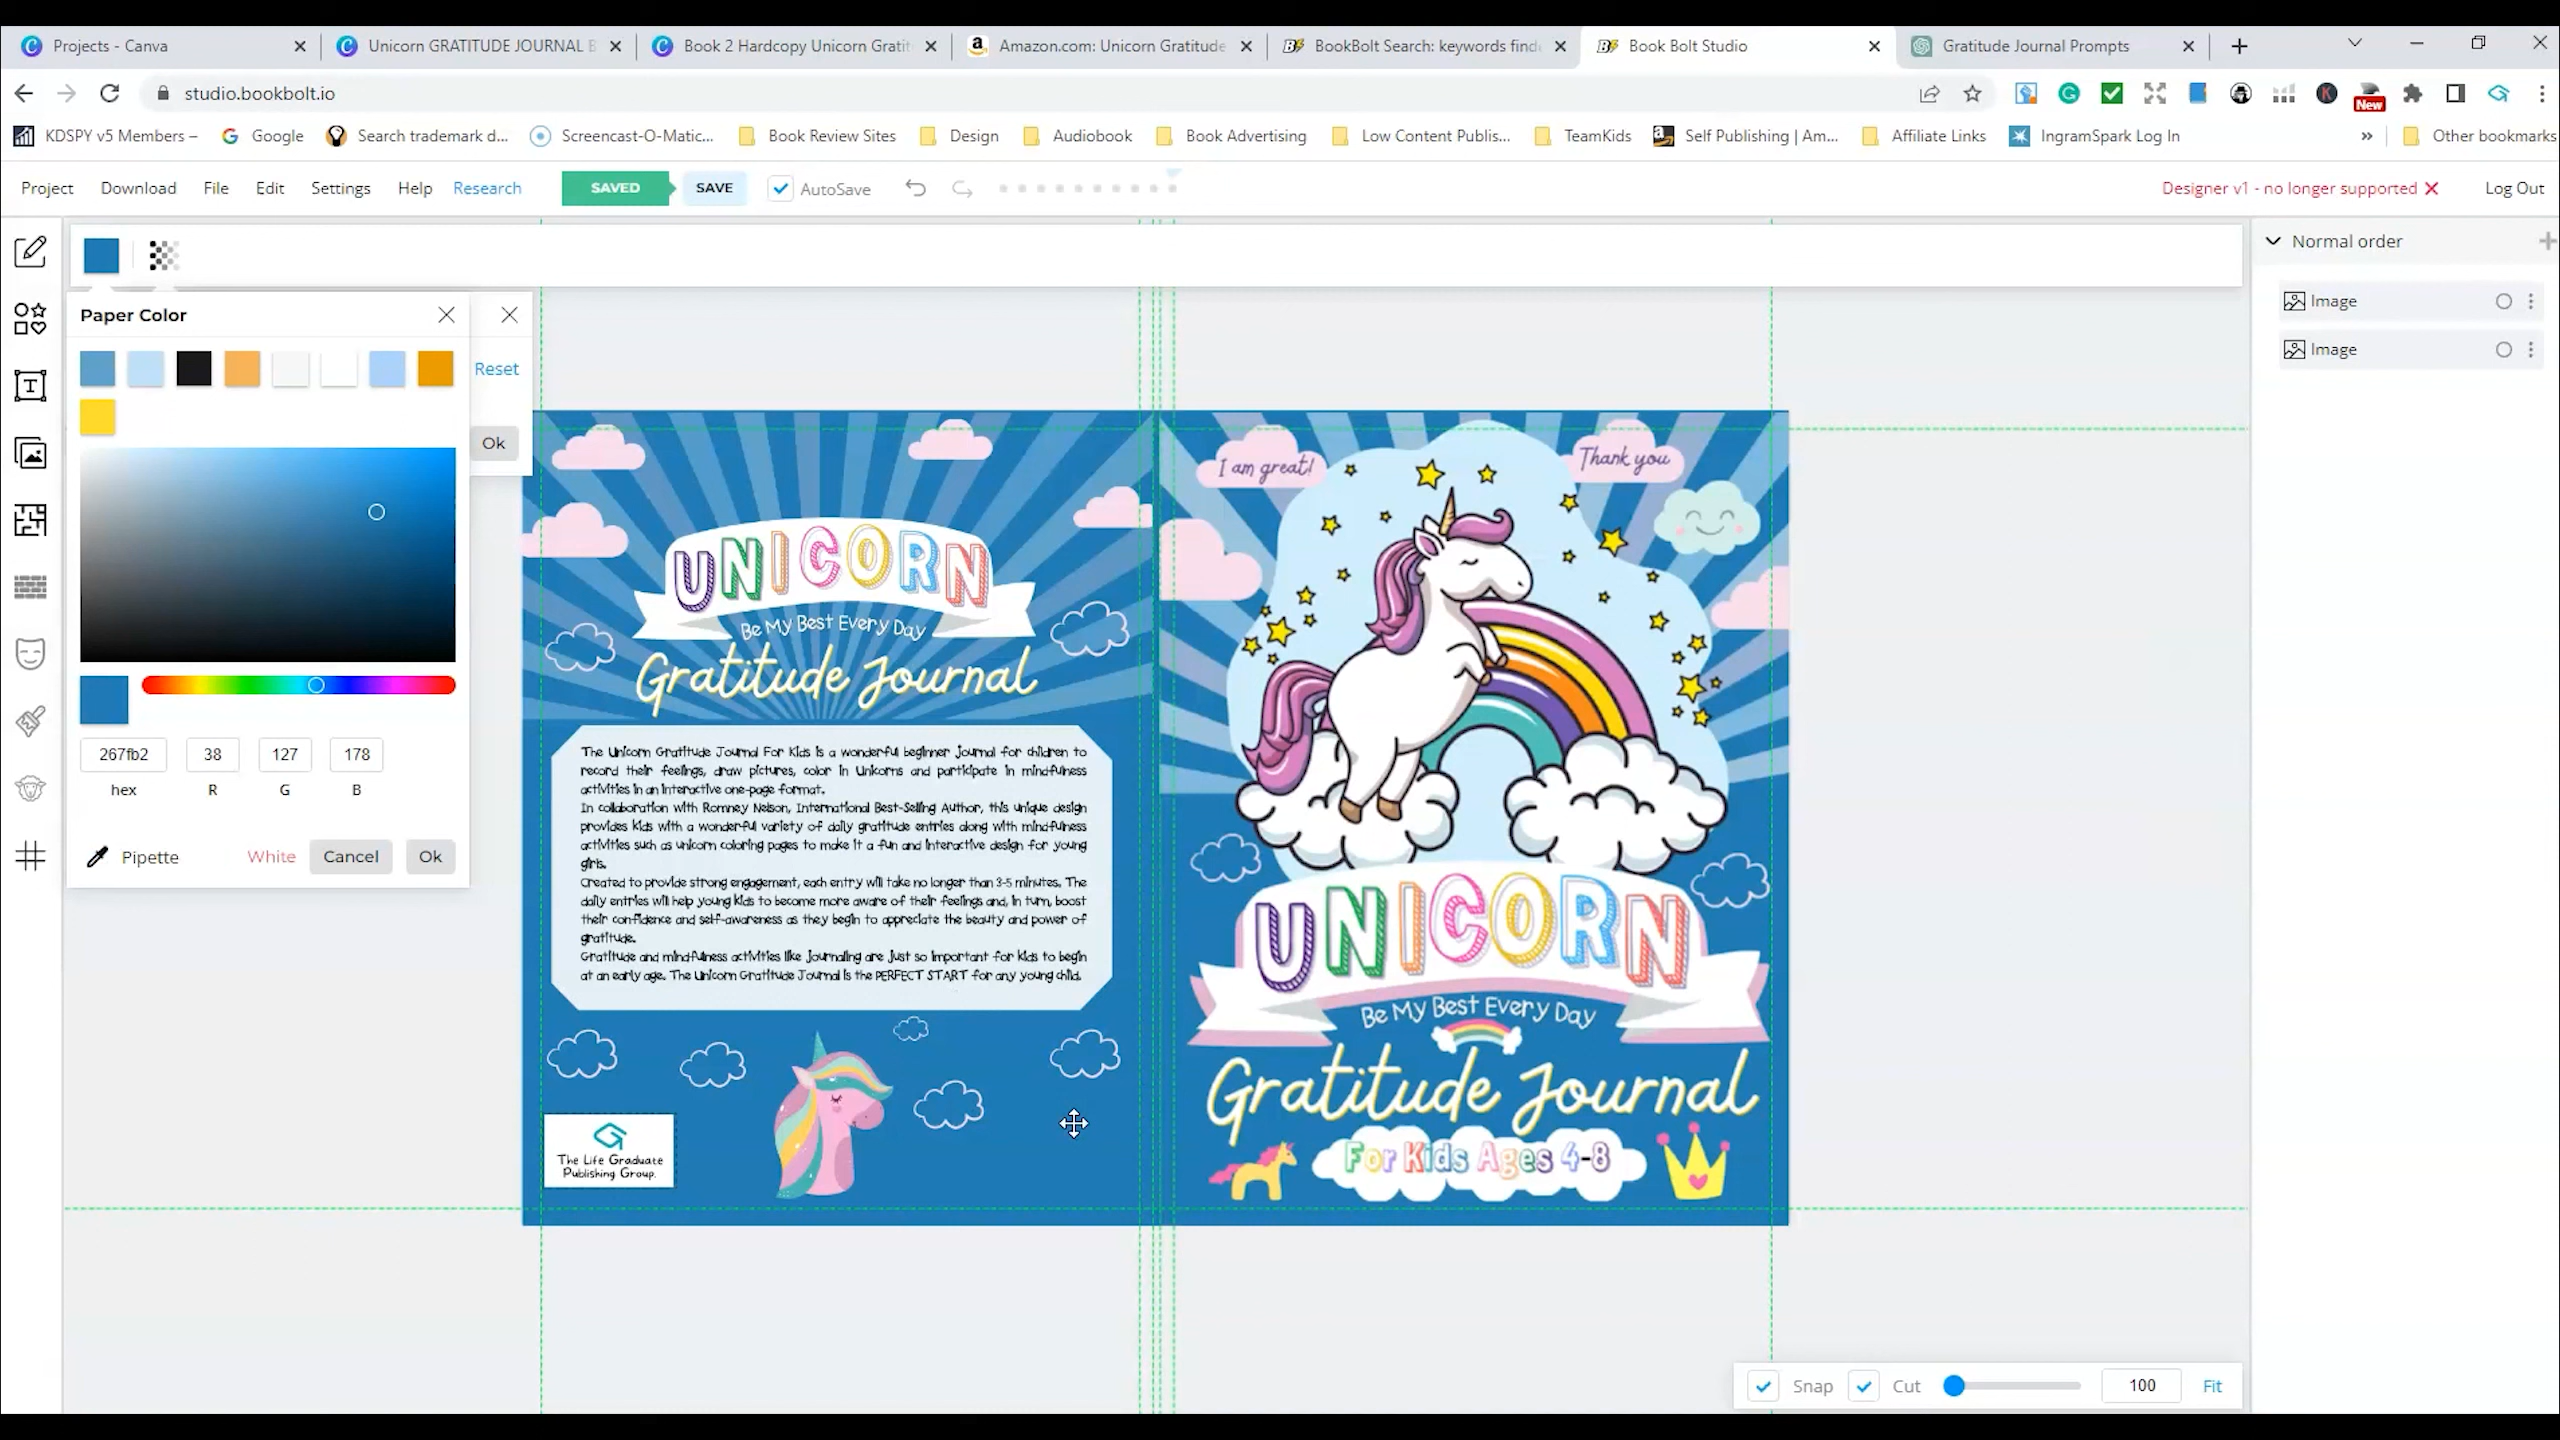 Projects - Canva
Unicorn GRATITUDE JOURNAL B
Book 2 Hardcopy Unicorn Gratit
Amazon.com: Unicorn Gratitude
BookBolt Search: keywords finde
Book Bolt Studio
Gratitude Journal Prompts
studio.bookbolt.io
New
KDSPY v5 Members –
Google
Search trademark d...
Screencast-O-Matic...
Book Review Sites
Design
Audiobook
Book Advertising
Low Content Publis...
TeamKids
Self Publishing | Am...
Affiliate Links
IngramSpark Log In
»
Other bookmarks
Project
Download
File
Edit
Settings
Help
Research
SAVED
SAVE
AutoSave
Designer v1 - no longer supported
Log Out
Normal order
Image
Image
Paper Color
Reset
Ok
267fb2
38
127
178
hex
R
G
B
Pipette
White
Cancel
Ok
UNICORN
Be My Best Every Day
Gratitude Journal
The Unicorn Gratitude Journal For Kids is a wonderful beginner journal for children to
record their feelings, draw pictures, color in Unicorns and participate in mindfulness
activities in an interactive one-page format.
In collaboration with Romney Nelson, International Best-Selling Author, this unique design
provides kids with a wonderful variety of daily gratitude entries along with mindfulness
activities such as unicorn coloring pages to make it a fun and interactive design for young
girls.
Created to provide strong engagement, each entry will take no longer than 3-5 minutes. The
daily entries will help young kids to become more aware of their feelings and, in turn, boost
their confidence and self-awareness as they begin to appreciate the beauty and power of
gratitude.
Gratitude and mindfulness activities like journaling are just so important for kids to begin
at an early age. The Unicorn Gratitude Journal is the PERFECT START for any young child.
The Life Graduate
Publishing Group.
I am great!
Thank you
UNICORN
Be My Best Every Day
Gratitude Journal
For Kids Ages 4-8
Snap
Cut
100
Fit